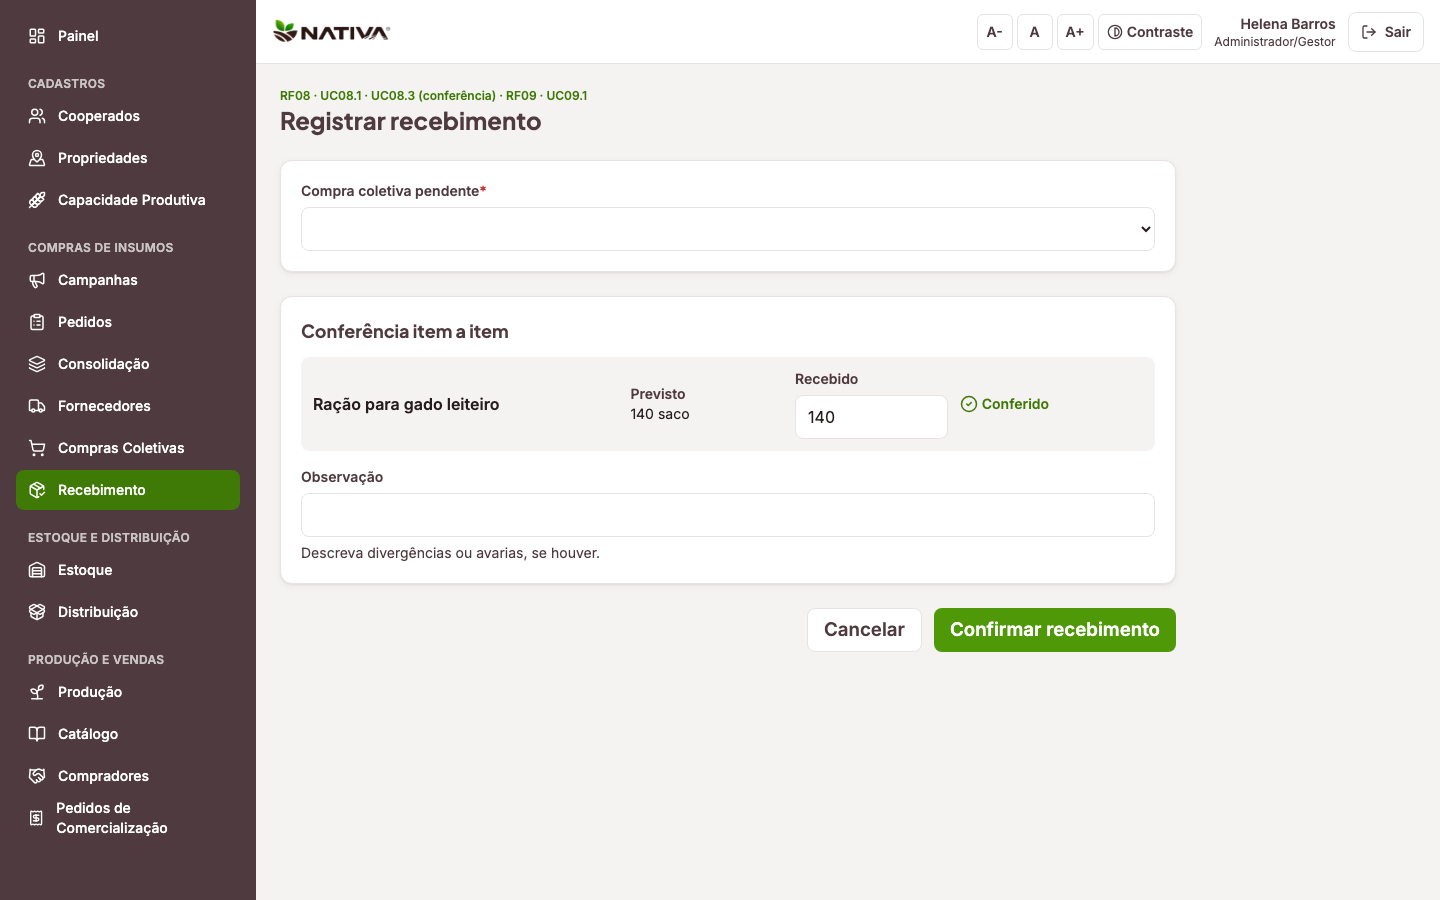 Painel
CADASTROS
Cooperados
Propriedades
Capacidade Produtiva
COMPRAS DE INSUMOS
Campanhas
Pedidos
Consolidação
Fornecedores
Compras Coletivas
Recebimento
ESTOQUE E DISTRIBUIÇÃO
Estoque
Distribuição
PRODUÇÃO E VENDAS
Produção
Catálogo
Compradores
Pedidos de
Comercialização
NATIVA
A-
A
A+
Contraste
Helena Barros
Administrador/Gestor
Sair
RF08 · UC08.1 · UC08.3 (conferência) · RF09 · UC09.1
Registrar recebimento
Compra coletiva pendente*
Conferência item a item
Ração para gado leiteiro
Previsto
140 saco
Recebido
140
Conferido
Observação
Descreva divergências ou avarias, se houver.
Cancelar
Confirmar recebimento